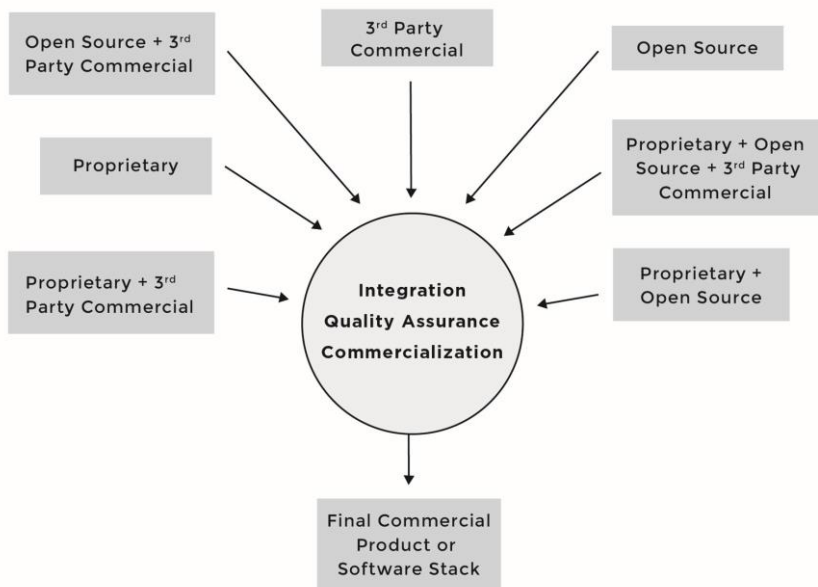 Open Source + 3rd
Party Commercial
3rd Party
Commercial
Open Source
Proprietary
Proprietary + Open
Source + 3rd Party
Commercial
Proprietary + 3rd
Party Commercial
Proprietary +
Open Source
Integration
Quality Assurance
Commercialization
Final Commercial
Product or
Software Stack